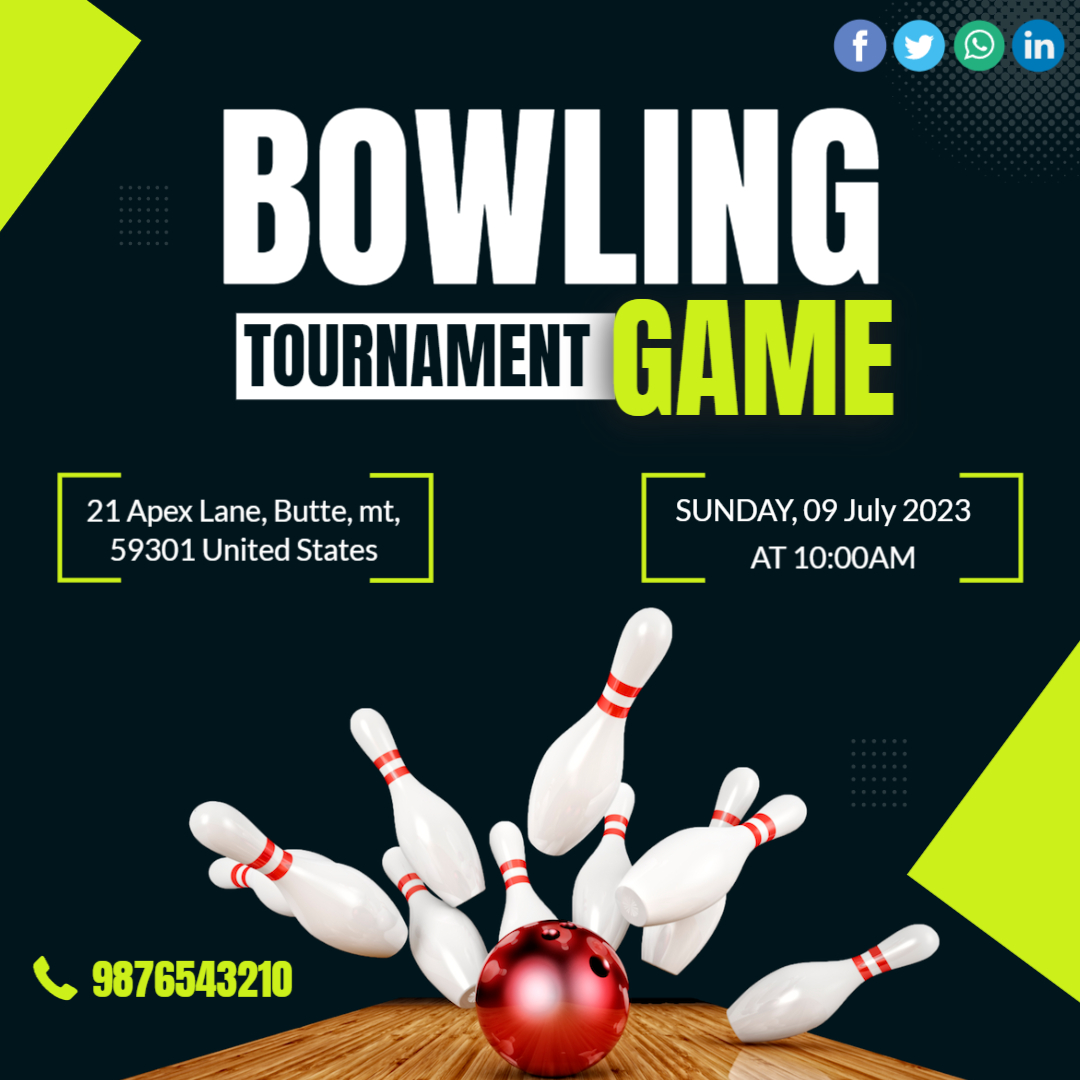 BOWLING
TOURNAMENT GAME
21 Apex Lane, Butte, mt,
59301 United States
SUNDAY, 09 July 2023
AT 10:00AM
9876543210